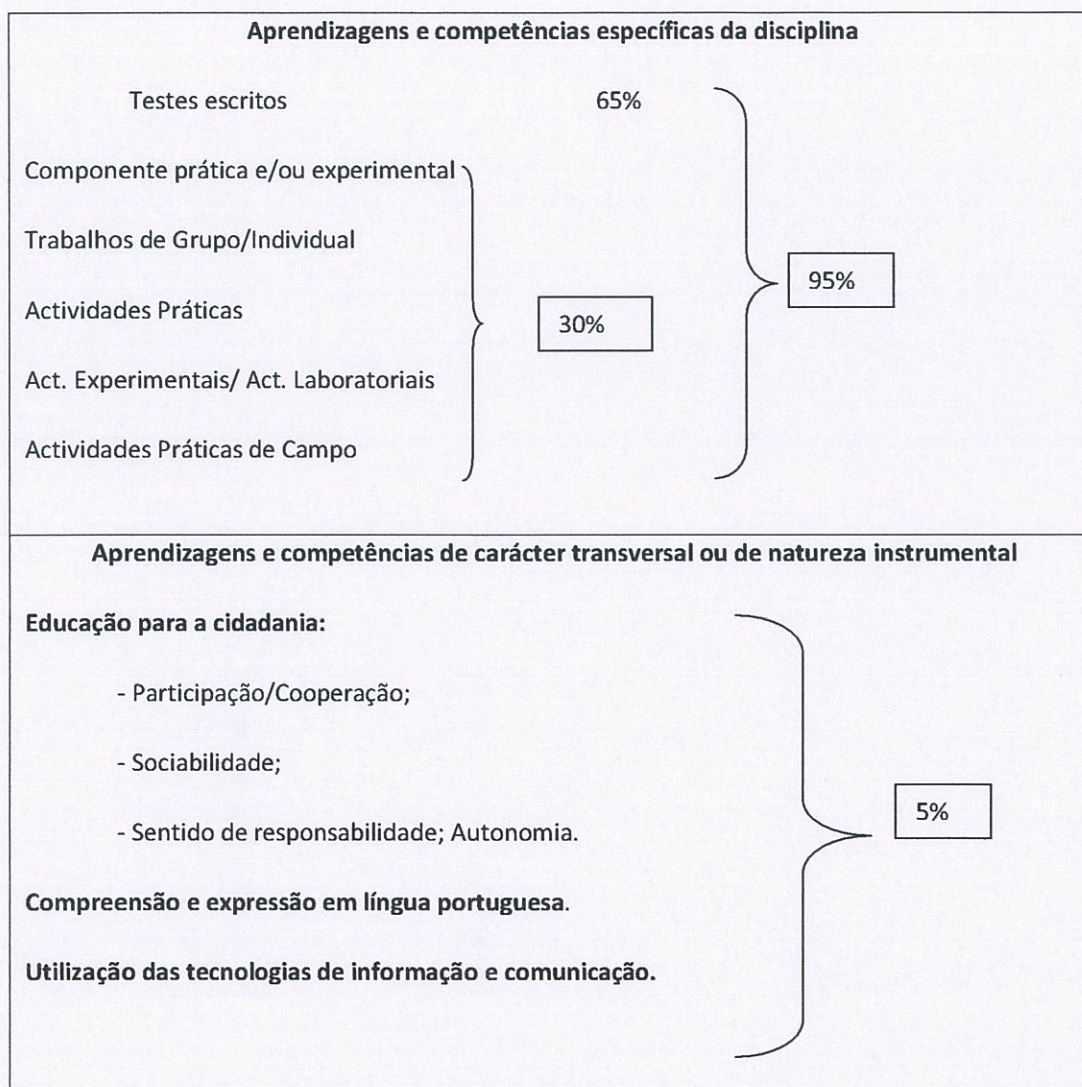 Aprendizagens e competências específicas da disciplina
Testes escritos 65%
Componente prática e/ou experimental
Trabalhos de Grupo/Individual
95%
Actividades Práticas
30%
Act. Experimentais/ Act. Laboratoriais
Actividades Práticas de Campo
Aprendizagens e competências de carácter transversal ou de natureza instrumental
Educação para a cidadania:
- Participação/Cooperação;
- Sociabilidade;
5%
- Sentido de responsabilidade; Autonomia.
Compreensão e expressão em língua portuguesa.
Utilização das tecnologias de informação e comunicação.